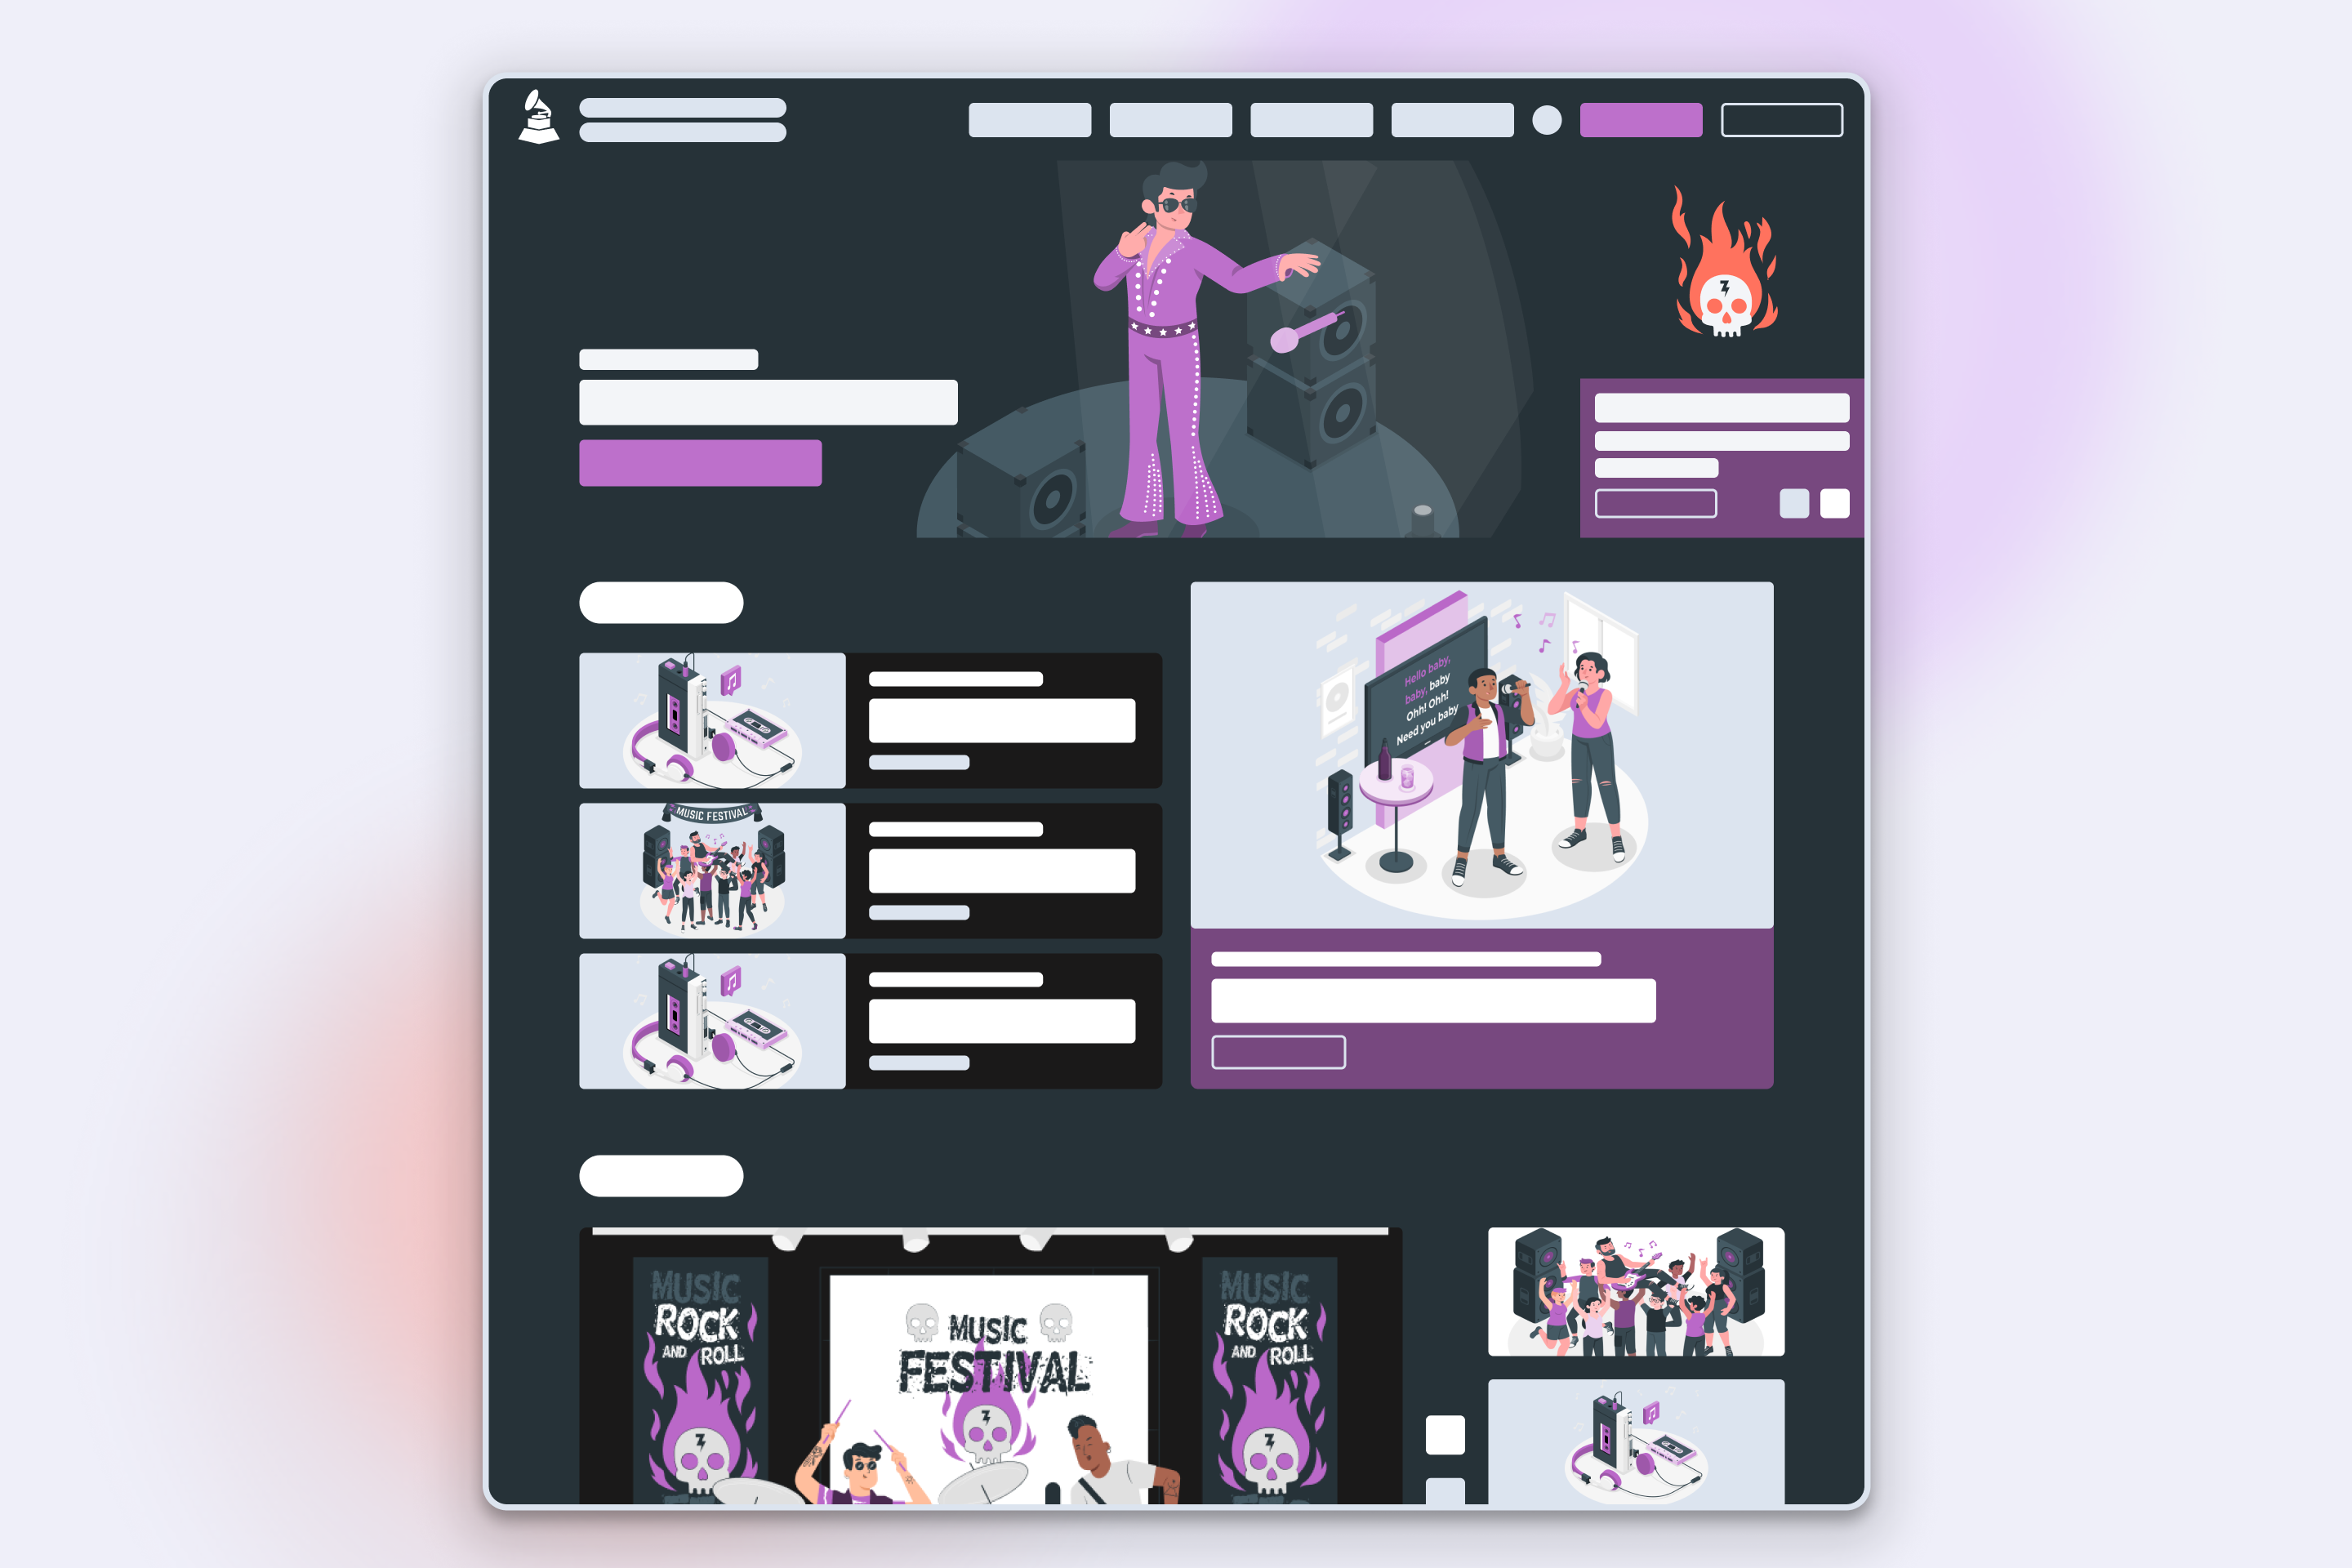 Hello baby,
baby, baby
Ohh! Ohh!
Need you baby
MUSIC FESTIVAL
MUSIC
ROCK
AND ROLL
MUSIC
FESTIVAL
MUSIC
ROCK
AND ROLL